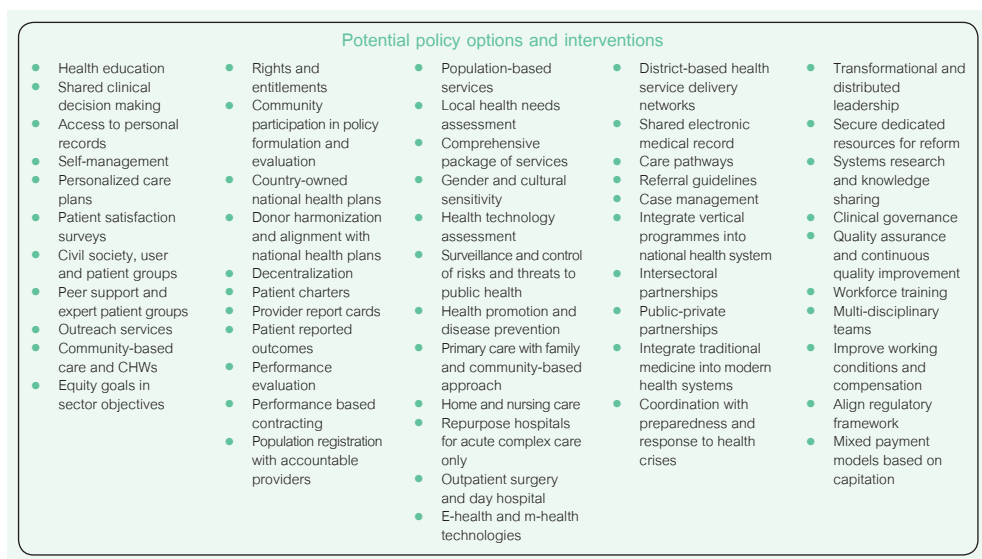 Potential policy options and interventions
● Health education
● Shared clinical
decision making
● Access to personal
records
● Self-management
● Personalized care
plans
● Patient satisfaction
surveys
● Civil society, user
and patient groups
● Peer support and
expert patient groups
● Outreach services
● Community-based
care and CHWs
● Equity goals in
sector objectives
● Rights and
entitlements
● Community
participation in policy
formulation and
evaluation
● Country-owned
national health plans
● Donor harmonization
and alignment with
national health plans
● Decentralization
● Patient charters
● Provider report cards
● Patient reported
outcomes
● Performance
evaluation
● Performance based
contracting
● Population registration
with accountable
providers
● Population-based
services
● Local health needs
assessment
● Comprehensive
package of services
● Gender and cultural
sensitivity
● Health technology
assessment
● Surveillance and control
of risks and threats to
public health
● Health promotion and
disease prevention
● Primary care with family
and community-based
approach
● Home and nursing care
● Repurpose hospitals
for acute complex care
only
● Outpatient surgery
and day hospital
● E-health and m-health
technologies
● District-based health
service delivery
networks
● Shared electronic
medical record
● Care pathways
● Referral guidelines
● Case management
● Integrate vertical
programmes into
national health system
● Intersectoral
partnerships
● Public-private
partnerships
● Integrate traditional
medicine into modern
health systems
● Coordination with
preparedness and
response to health
crises
● Transformational and
distributed
leadership
● Secure dedicated
resources for reform
● Systems research
and knowledge
sharing
● Clinical governance
● Quality assurance
and continuous
quality improvement
● Workforce training
● Multi-disciplinary
teams
● Improve working
conditions and
compensation
● Align regulatory
framework
● Mixed payment
models based on
capitation